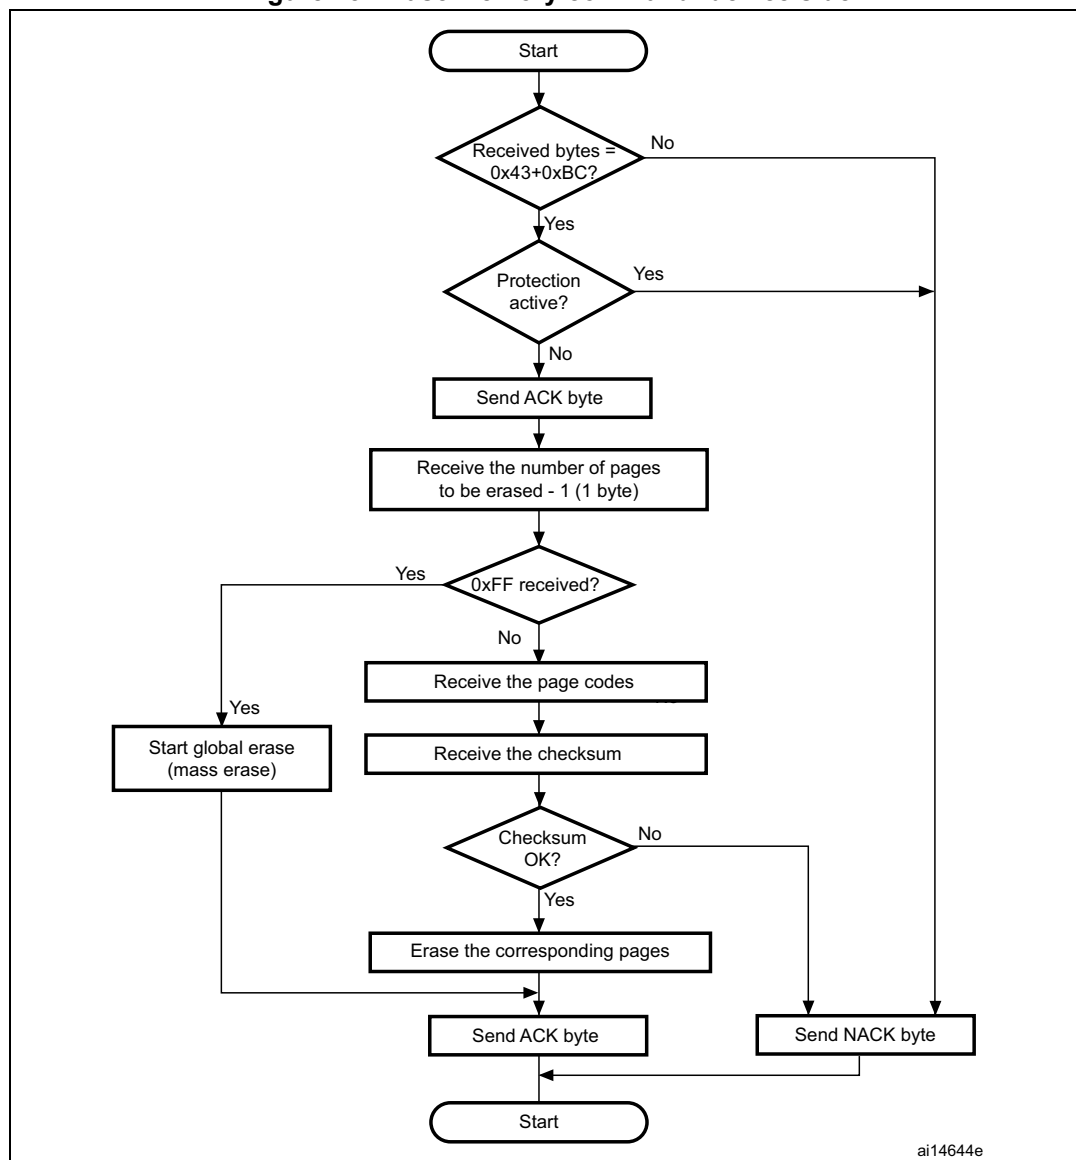 Start
Received bytes =
0x43+0xBC?
No
Yes
Protection
active?
Yes
No
Send ACK byte
Receive the number of pages
to be erased - 1 (1 byte)
0xFF received?
Yes
No
Receive the page codes
Yes
Start global erase
(mass erase)
Receive the checksum
Checksum
OK?
No
Yes
Erase the corresponding pages
Send ACK byte
Send NACK byte
Start
ai14644e